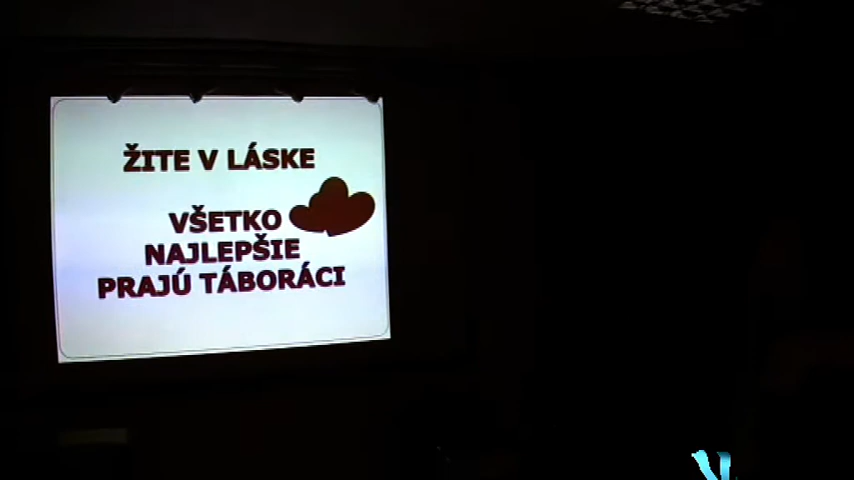 ŽITE V LÁSKE
VŠETKO
NAJLEPŠIE
PRAJÚ TÁBORÁCI